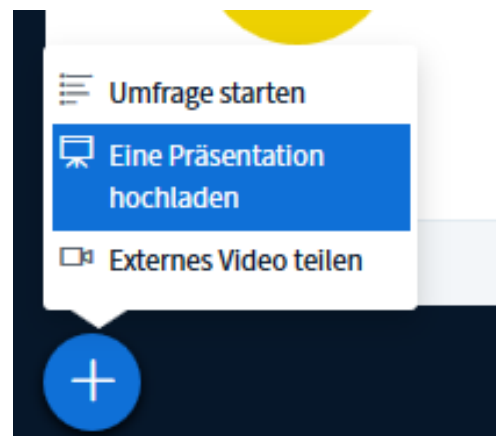 Umfrage starten
Eine Präsentation
hochladen
Externes Video teilen